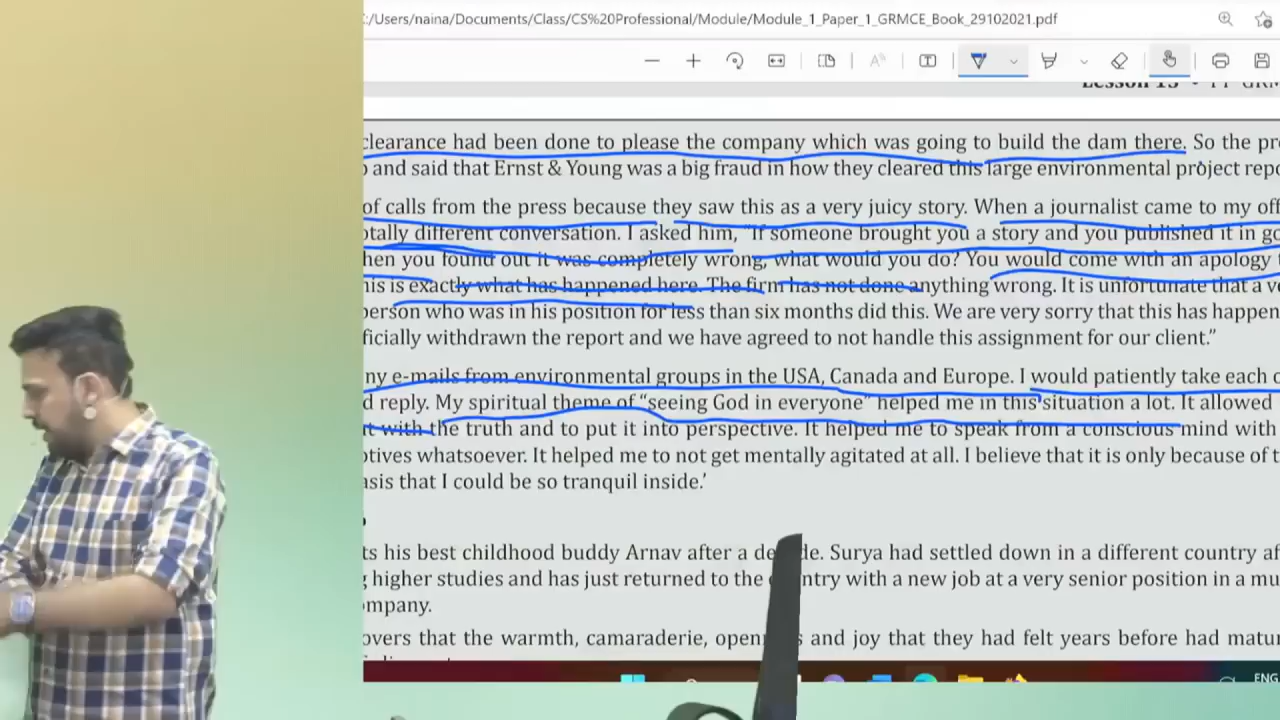 :/Users/naina/Documents/Class/CS%20Professional/Module/Module_1_Paper_1_GRMCE_Book_29102021.pdf
Lesson 15 • PP-GRM
clearance had been done to please the company which was going to build the dam there. So the pr
and said that Ernst & Young was a big fraud in how they cleared this large environmental project repo
of calls from the press because they saw this as a very juicy story. When a journalist came to my off
otally different conversation. I asked him, "If someone brought you a story and you published it in go
hen you found out it was completely wrong, what would you do? You would come with an apology
his is exactly what has happened here. The firm has not done anything wrong. It is unfortunate that a ve
person who was in his position for less than six months did this. We are very sorry that this has happen
ficially withdrawn the report and we have agreed to not handle this assignment for our client."
ny e-mails from environmental groups in the USA, Canada and Europe. I would patiently take each o
d reply. My spiritual theme of "seeing God in everyone" helped me in this situation a lot. It allowed
t with the truth and to put it into perspective. It helped me to speak from a conscious mind with
otives whatsoever. It helped me to not get mentally agitated at all. I believe that it is only because of t
asis that I could be so tranquil inside.'
ts his best childhood buddy Arnav after a de de. Surya had settled down in a different country af
g higher studies and has just returned to the ntry with a new job at a very senior position in a mu
ompany.
overs that the warmth, camaraderie, open and joy that they had felt years before had matur
ENG